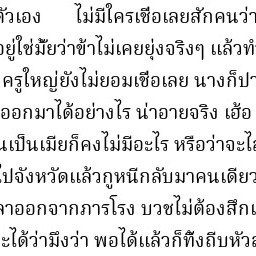 ตัวเอง ไม่มีใครเชื่อเลยสักคนว่า
อยู่ใช่มั้ยว่าข้าไม่เคยยุ่งจริงๆ แล้วทำ
ครูใหญ่ยังไม่ยอมเชื่อเลย นางก็ปา
ออกมาได้อย่างไร น่าอายจริง เฮ้อ
นเป็นเมียก็คงไม่มีอะไร หรือว่าจะไ
ไปจังหวัดแล้วกูหนีกลับมาคนเดียว
ลาออกจากภารโรง บวชไม่ต้องสึกเ
ะได้ว่ามึงว่า พอได้แล้วก็ทิ้งถีบหัวส